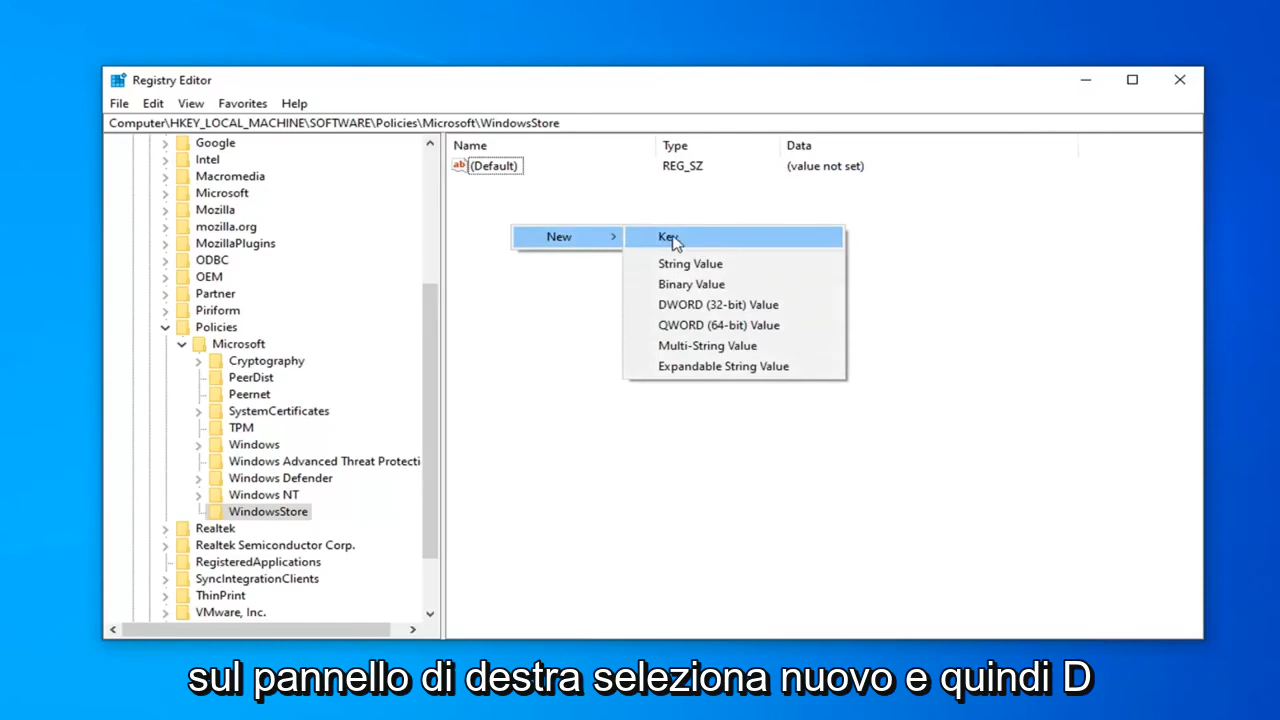 Registry Editor
File Edit View Favorites Help
Computer\HKEY_LOCAL_MACHINE\SOFTWARE\Policies\Microsoft\WindowsStore
Google
Intel
Macromedia
Microsoft
Mozilla
mozilla.org
MozillaPlugins
ODBC
OEM
Partner
Piriform
Policies
Microsoft
Cryptography
PeerDist
Peernet
SystemCertificates
TPM
Windows
Windows Advanced Threat Protecti
Windows Defender
Windows NT
WindowsStore
Realtek
Realtek Semiconductor Corp.
RegisteredApplications
SyncIntegrationClients
ThinPrint
VMware, Inc.
Name Type Data
ab (Default) REG_SZ (value not set)
New
Key
String Value
Binary Value
DWORD (32-bit) Value
QWORD (64-bit) Value
Multi-String Value
Expandable String Value
sul pannello di destra seleziona nuovo e quindi D